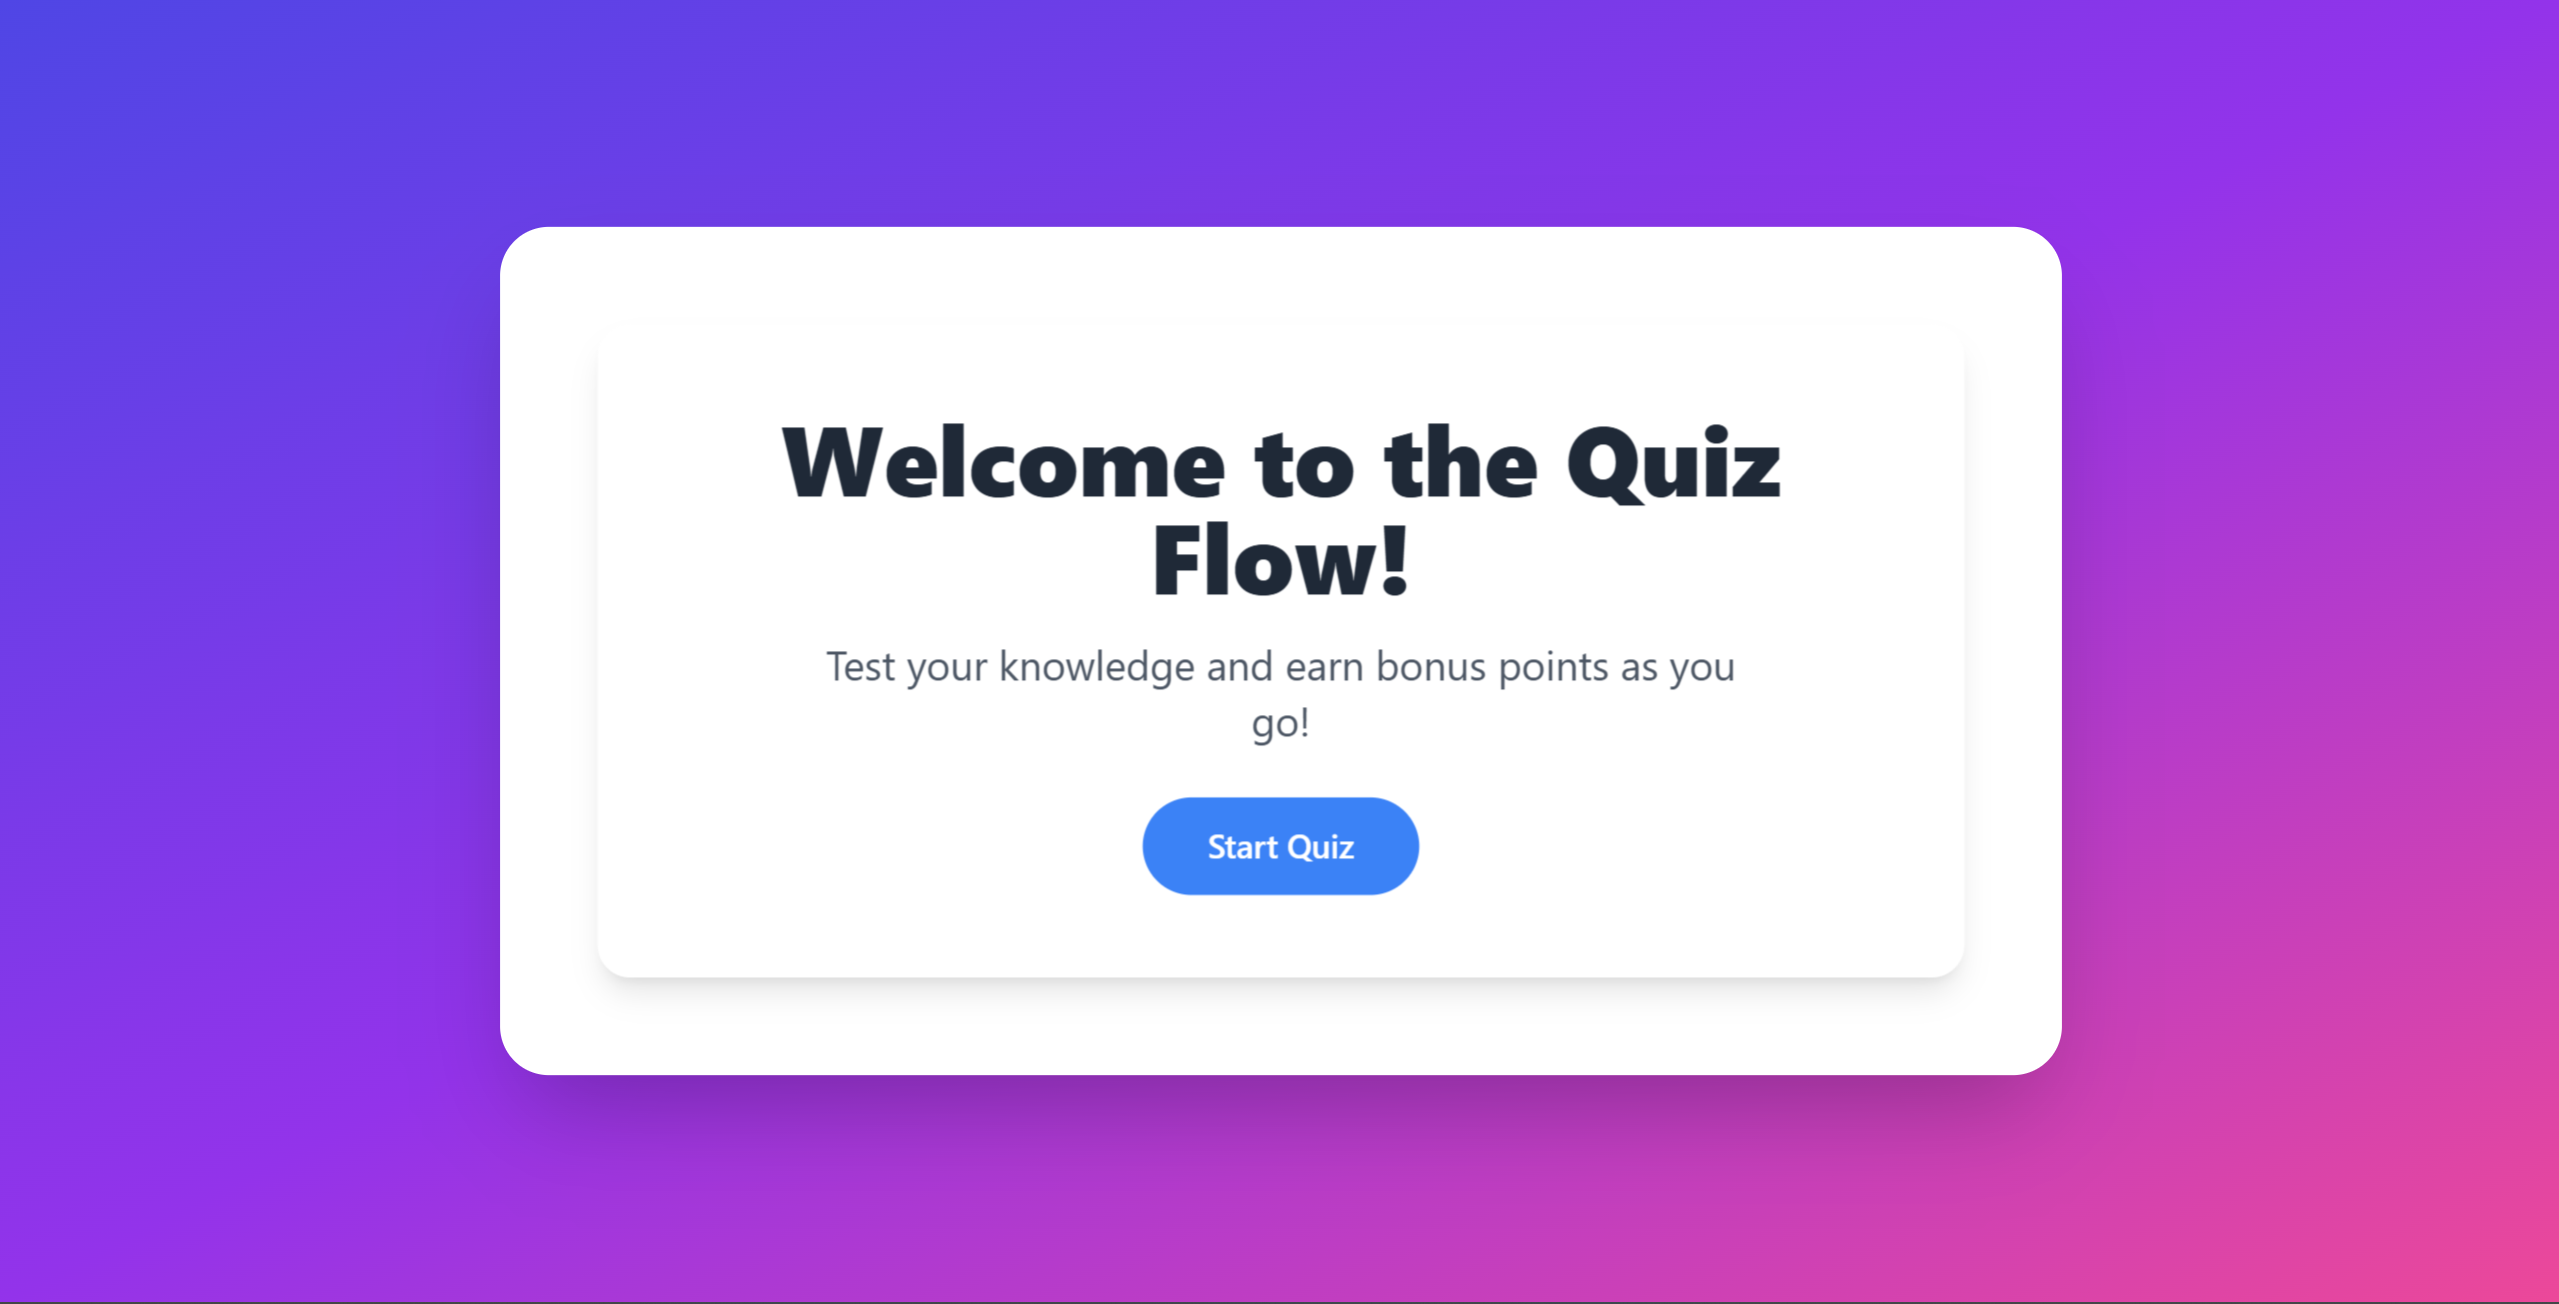 Welcome to the Quiz
Flow!
Test your knowledge and earn bonus points as you
go!
Start Quiz